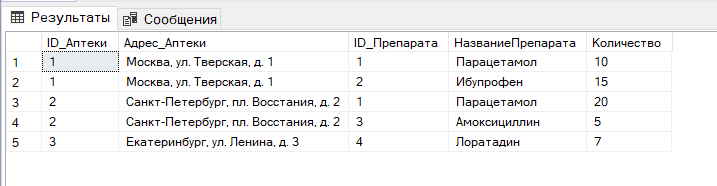 Результаты Сообщения
ID_Аптеки Адрес_Аптеки ID_Препарата НазваниеПрепарата Количество
1 1 Москва, ул. Тверская, д. 1 1 Парацетамол 10
2 1 Москва, ул. Тверская, д. 1 2 Ибупрофен 15
3 2 Санкт-Петербург, пл. Восстания, д. 2 1 Парацетамол 20
4 2 Санкт-Петербург, пл. Восстания, д. 2 3 Амоксициллин 5
5 3 Екатеринбург, ул. Ленина, д. 3 4 Лоратадин 7